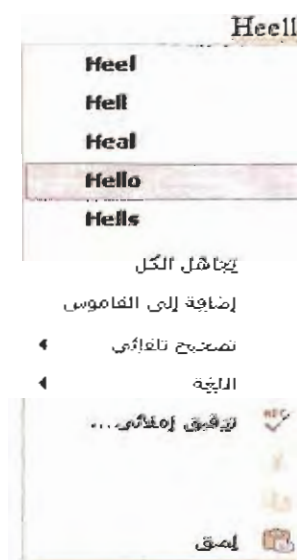 Heell
Heel
Hell
Heal
Hello
Hells
تجاهل الكل
إضافة إلى القاموس
تصحيح تلقائي
اللغة
تدقيق إملائي...
لصق